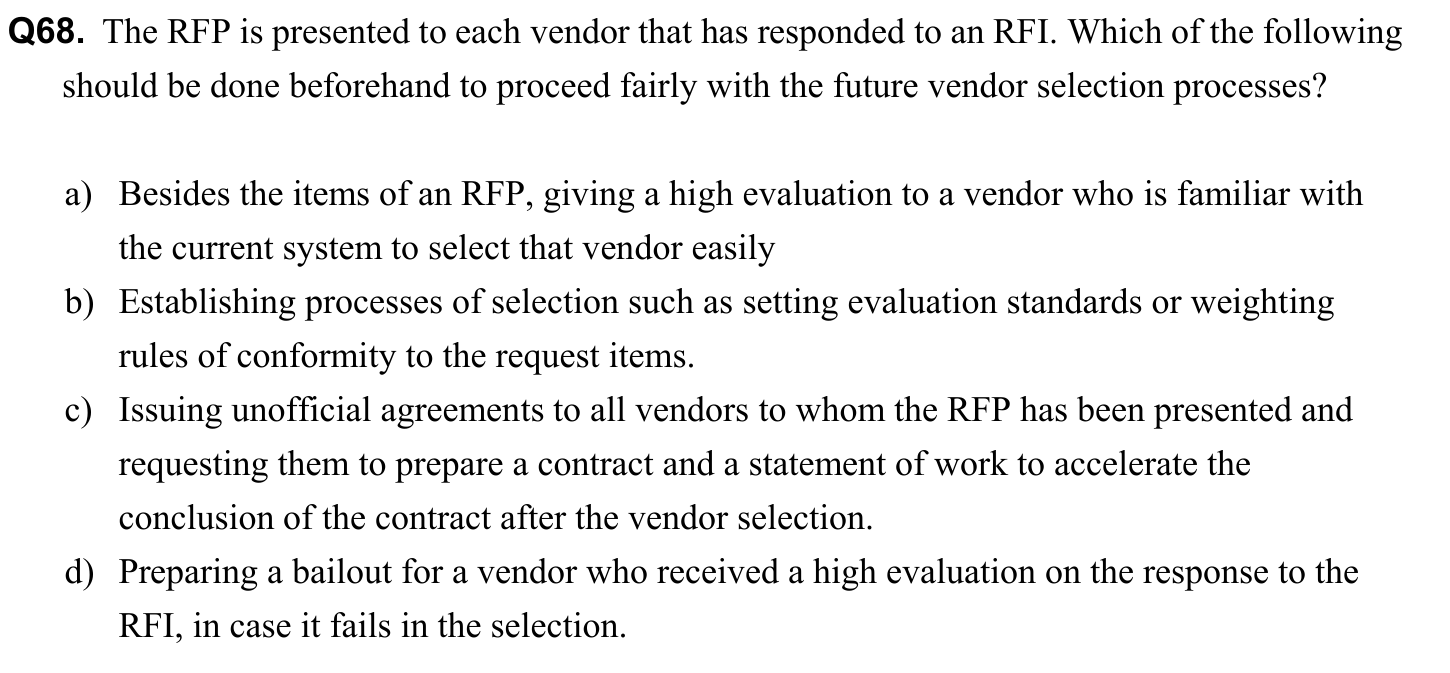 Q68. The RFP is presented to each vendor that has responded to an RFI. Which of the following
should be done beforehand to proceed fairly with the future vendor selection processes?
a) Besides the items of an RFP, giving a high evaluation to a vendor who is familiar with
the current system to select that vendor easily
b) Establishing processes of selection such as setting evaluation standards or weighting
rules of conformity to the request items.
c) Issuing unofficial agreements to all vendors to whom the RFP has been presented and
requesting them to prepare a contract and a statement of work to accelerate the
conclusion of the contract after the vendor selection.
d) Preparing a bailout for a vendor who received a high evaluation on the response to the
RFI, in case it fails in the selection.